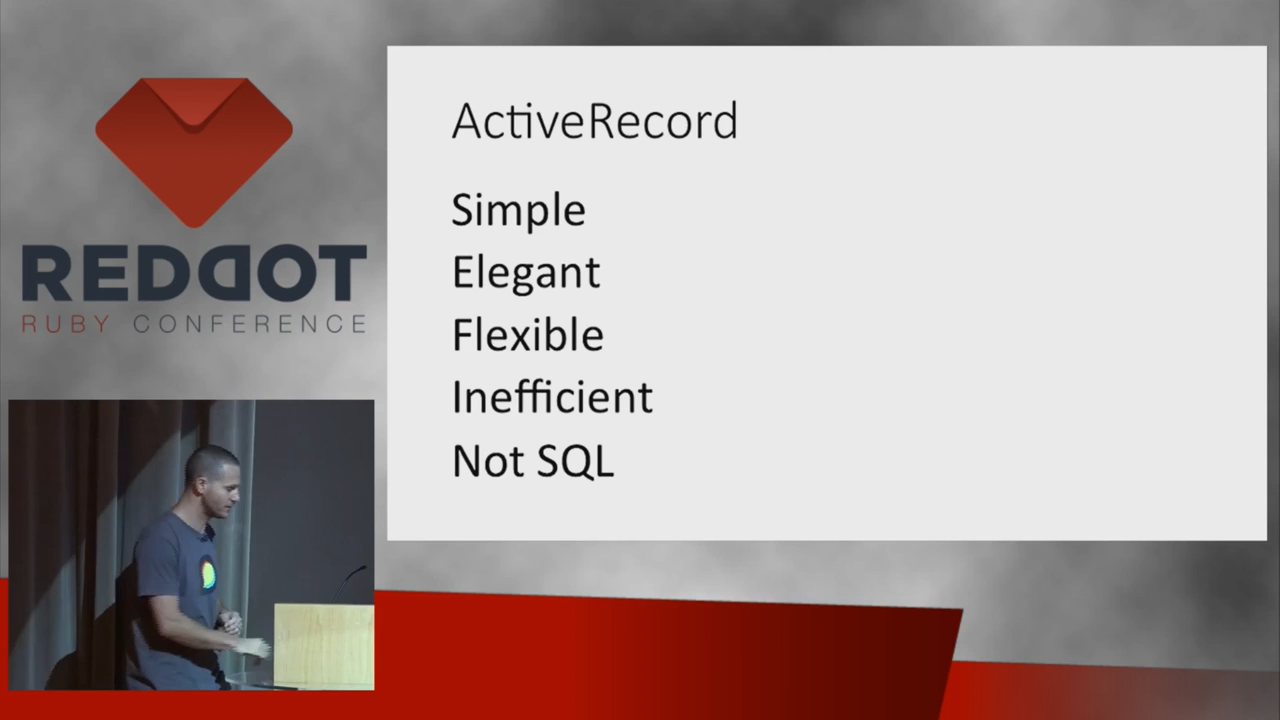 REDDOT
RUBY CONFERENCE
ActiveRecord
Simple
Elegant
Flexible
Inefficient
Not SQL